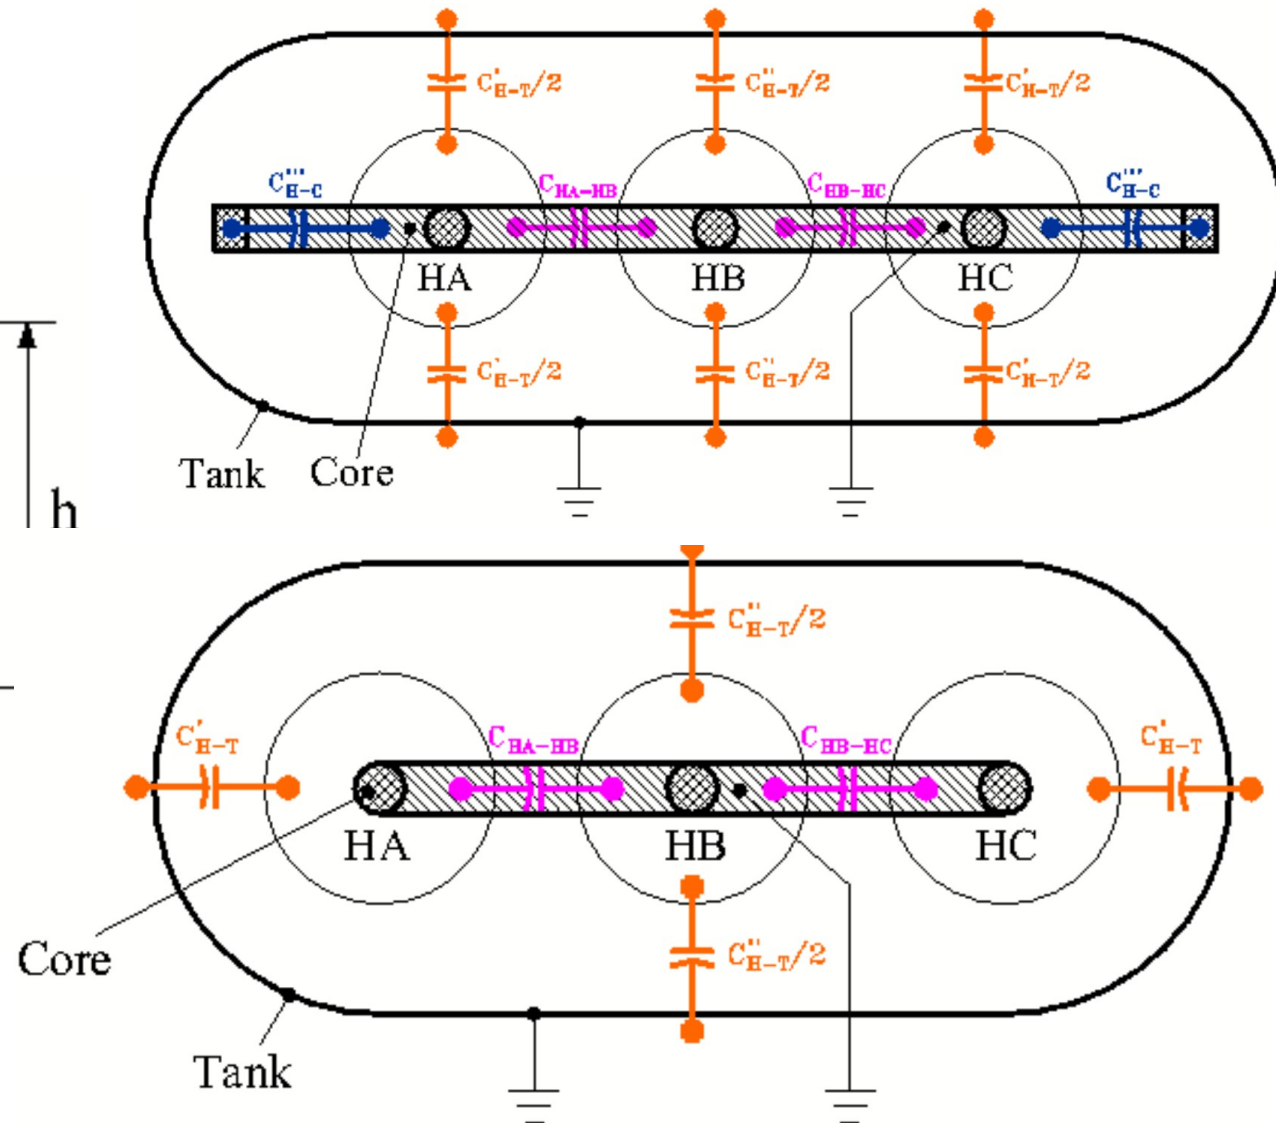 C'H-T/2 C''H-T/2 C'H-T/2
C'''H-C CHA-HB CHB-HC C'''H-C
HA HB HC
C'H-T/2 C''H-T/2 C'H-T/2
Tank Core
h
C''H-T/2
C'H-T CHA-HB CHB-HC C'H-T
HA HB HC
Core C''H-T/2
Tank